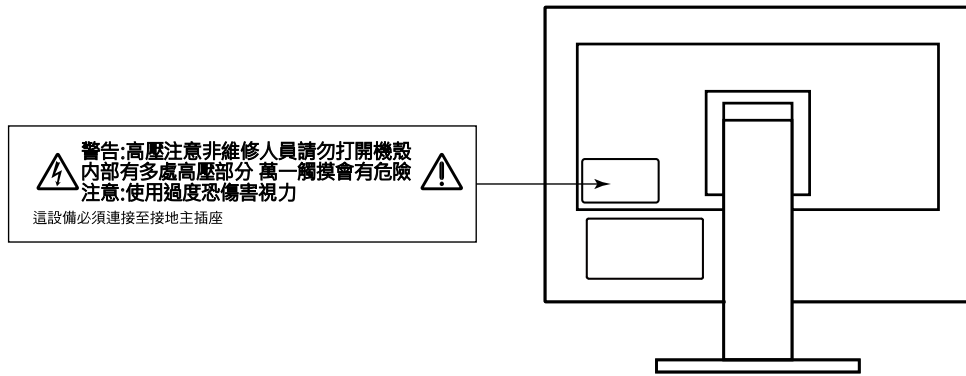 警告:高壓注意非維修人員請勿打開機殼
內部有多處高壓部分 萬一觸摸會有危險
注意:使用過度恐傷害視力
這設備必須連接至接地主插座